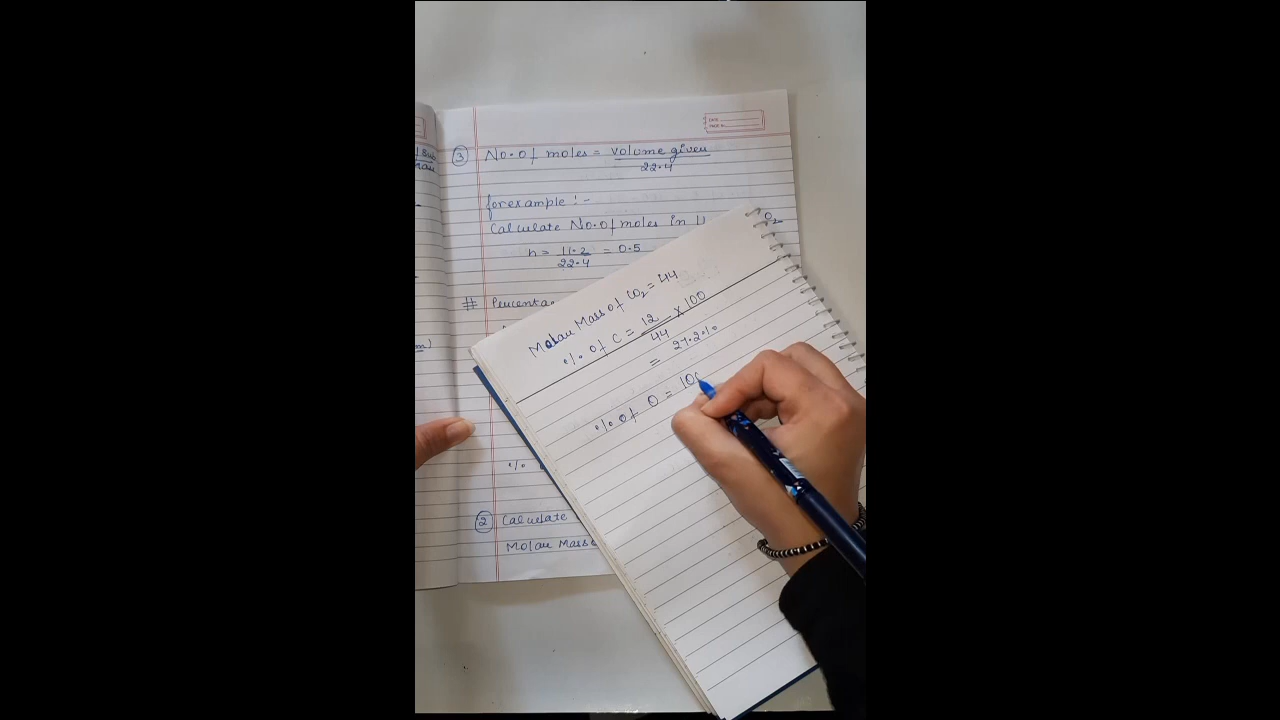 ③ No. of moles = Volume given
22.4
for example :-
Calculate No. of moles in 11 O2
n = 11.2 = 0.5
22.4
# Percenta
%
② Calculate
Molar Mass
Molar Mass of CO2 = 44
% of C = 12 × 100
44
= 27.2%
% of O = 100